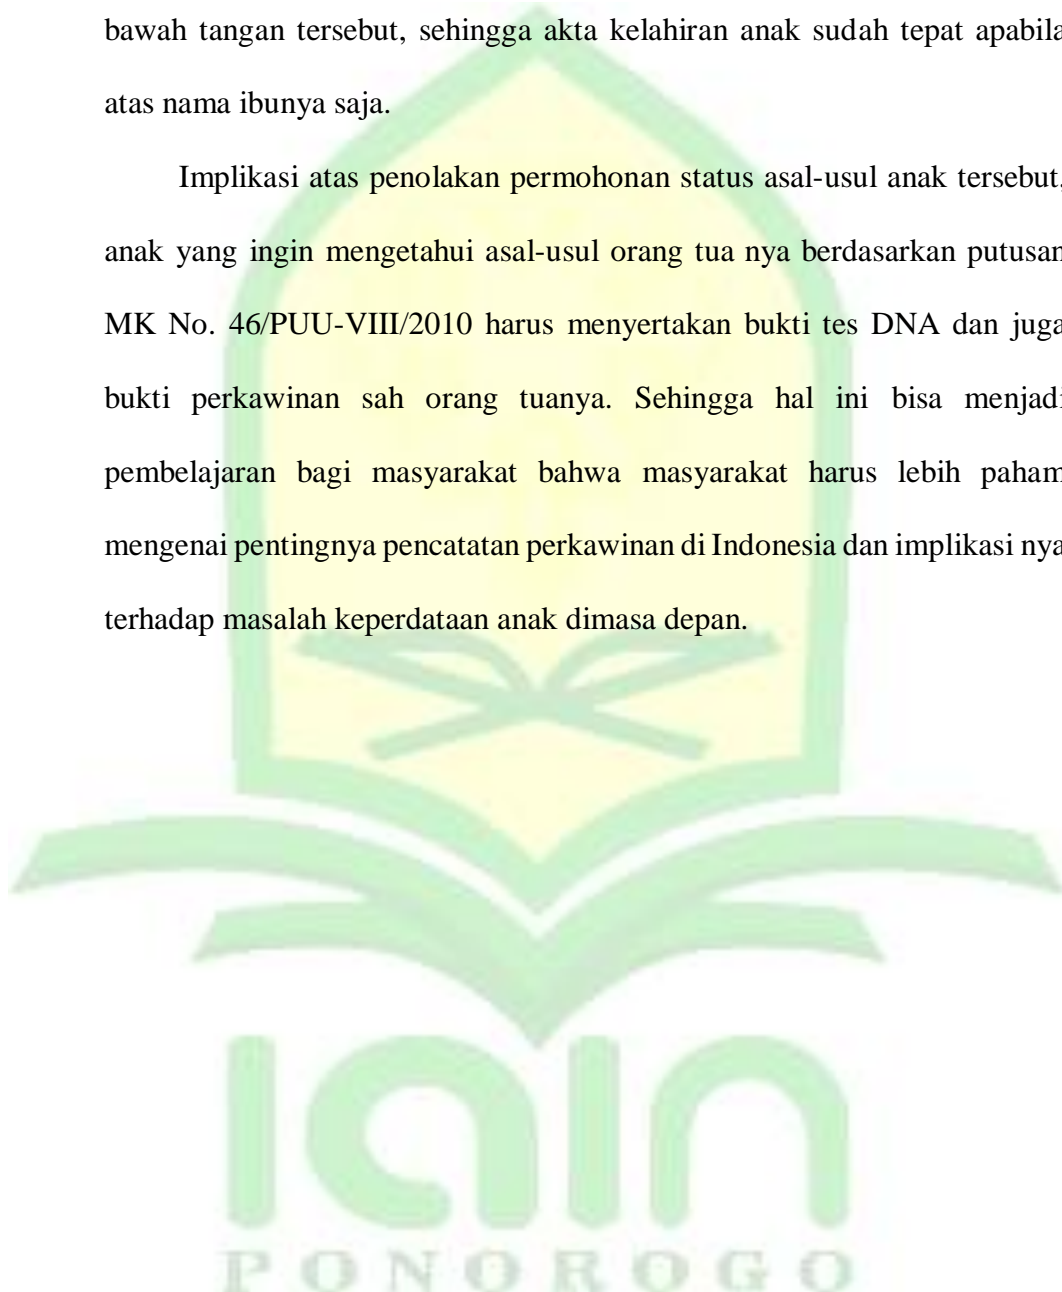 bawah tangan tersebut, sehingga akta kelahiran anak sudah tepat apabila
atas nama ibunya saja.
Implikasi atas penolakan permohonan status asal-usul anak tersebut,
anak yang ingin mengetahui asal-usul orang tua nya berdasarkan putusan
MK No. 46/PUU-VIII/2010 harus menyertakan bukti tes DNA dan juga
bukti perkawinan sah orang tuanya. Sehingga hal ini bisa menjadi
pembelajaran bagi masyarakat bahwa masyarakat harus lebih paham
mengenai pentingnya pencatatan perkawinan di Indonesia dan implikasi nya
terhadap masalah keperdataan anak dimasa depan.
iain
PONOROGO